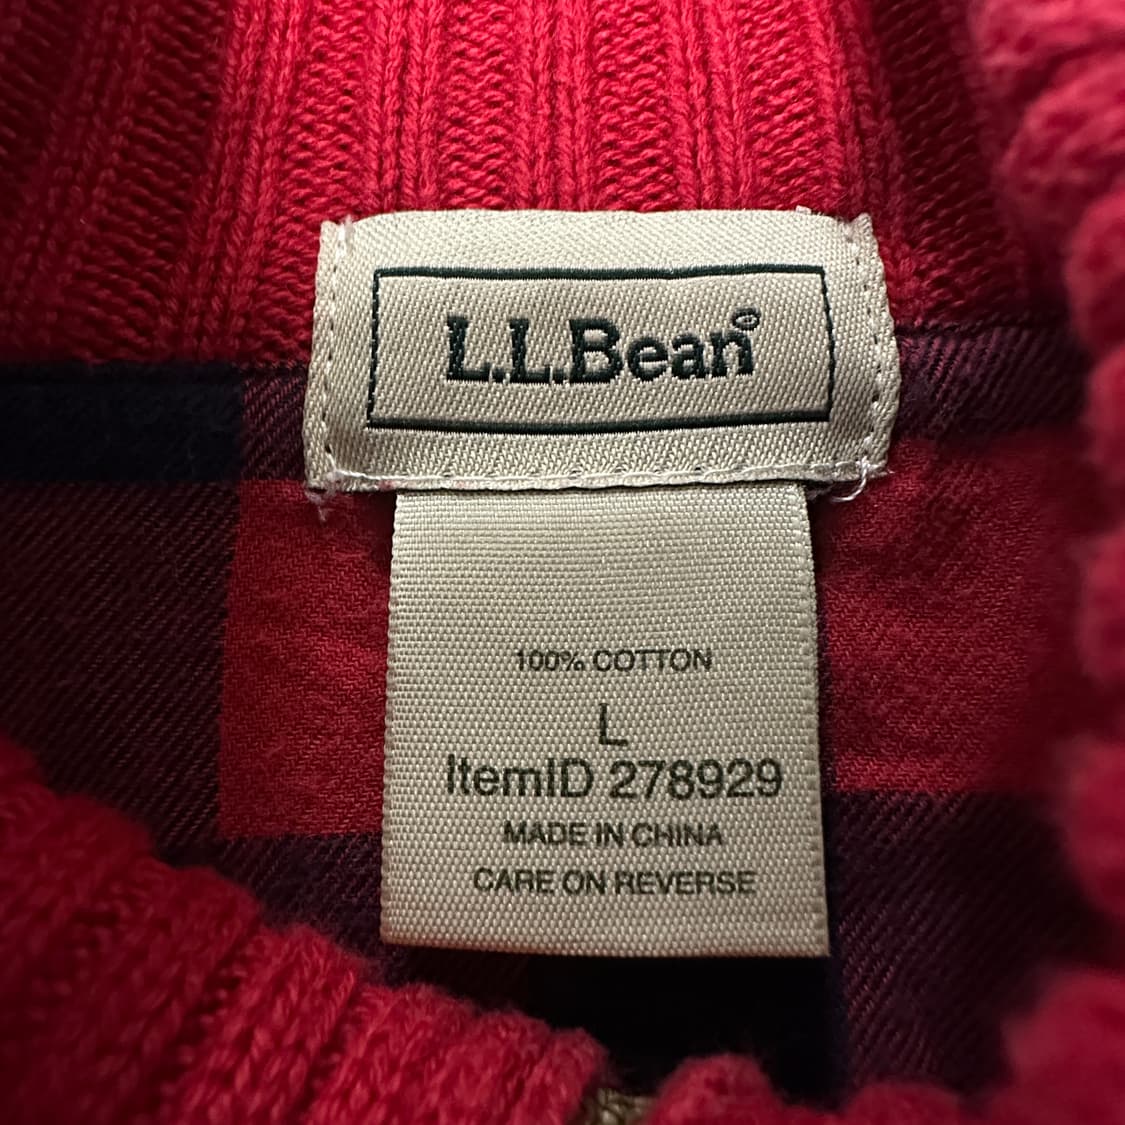 L.L.Bean®
100% COTTON
L
ItemID 278929
MADE IN CHINA
CARE ON REVERSE